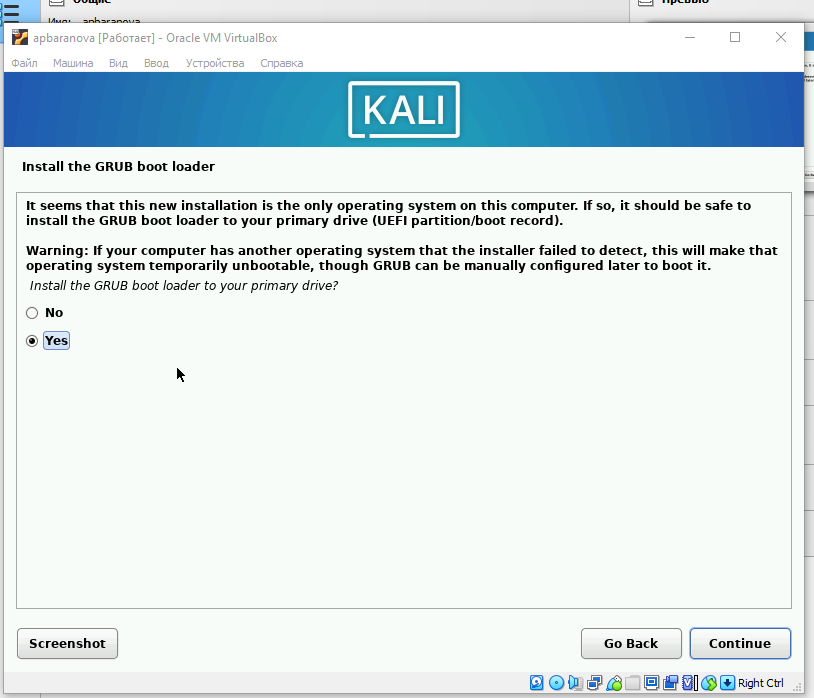 Общие
Превью
Имя: apbaranova
apbaranova [Работает] - Oracle VM VirtualBox
Файл Машина Вид Ввод Устройства Справка
KALI
Install the GRUB boot loader
It seems that this new installation is the only operating system on this computer. If so, it should be safe to
install the GRUB boot loader to your primary drive (UEFI partition/boot record).
Warning: If your computer has another operating system that the installer failed to detect, this will make that
operating system temporarily unbootable, though GRUB can be manually configured later to boot it.
Install the GRUB boot loader to your primary drive?
No
Yes
Screenshot
Go Back
Continue
Right Ctrl